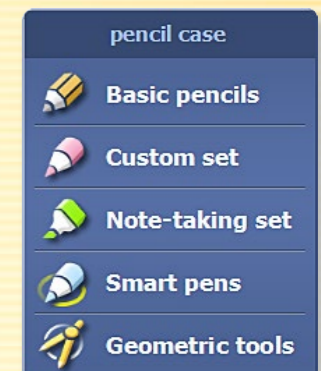 pencil case
Basic pencils
Custom set
Note-taking set
Smart pens
Geometric tools